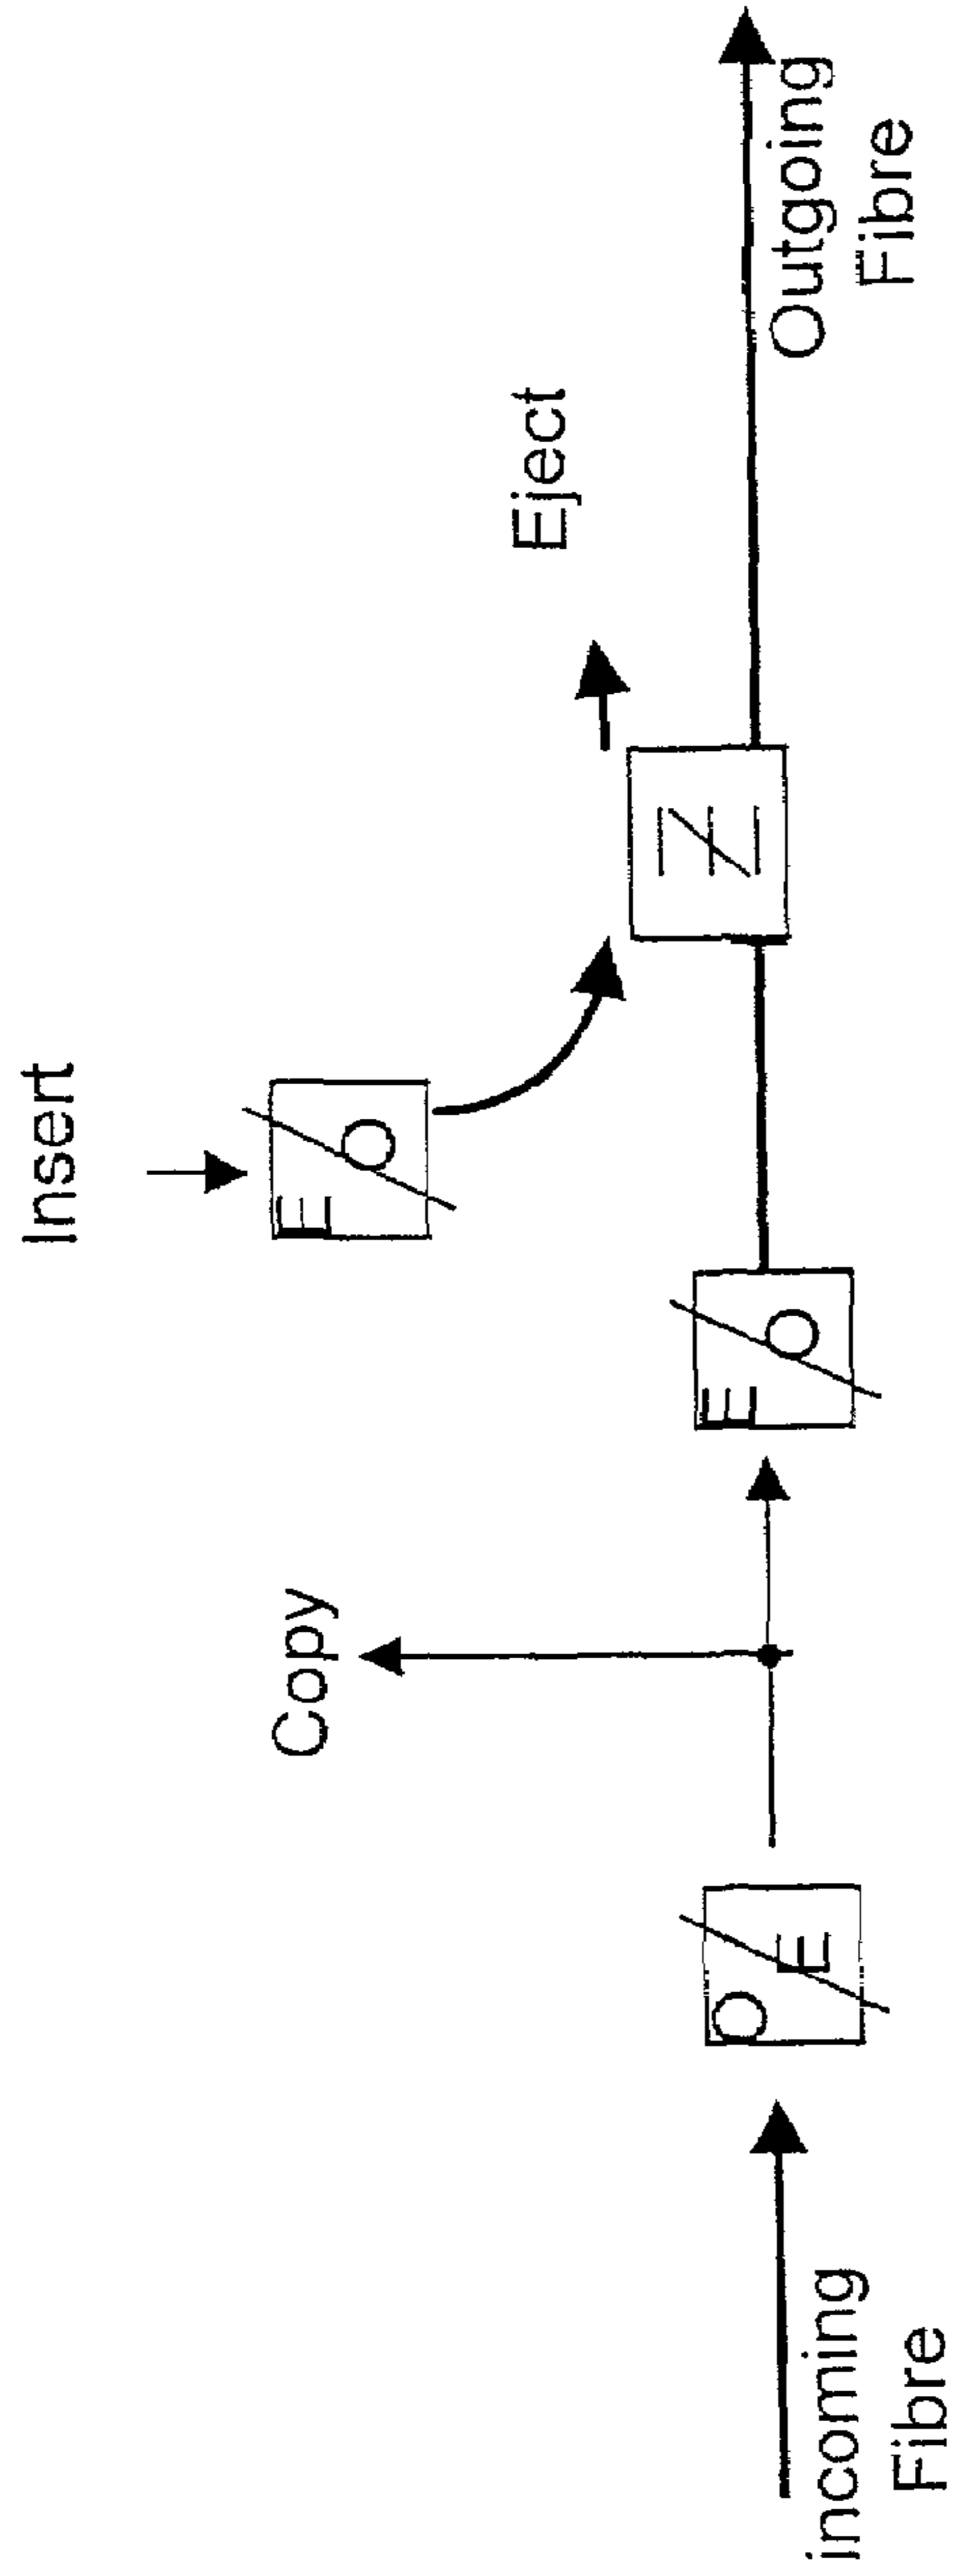 Insert
E/O
Copy
Eject
O/E
E/O
incoming
Fibre
Outgoing
Fibre